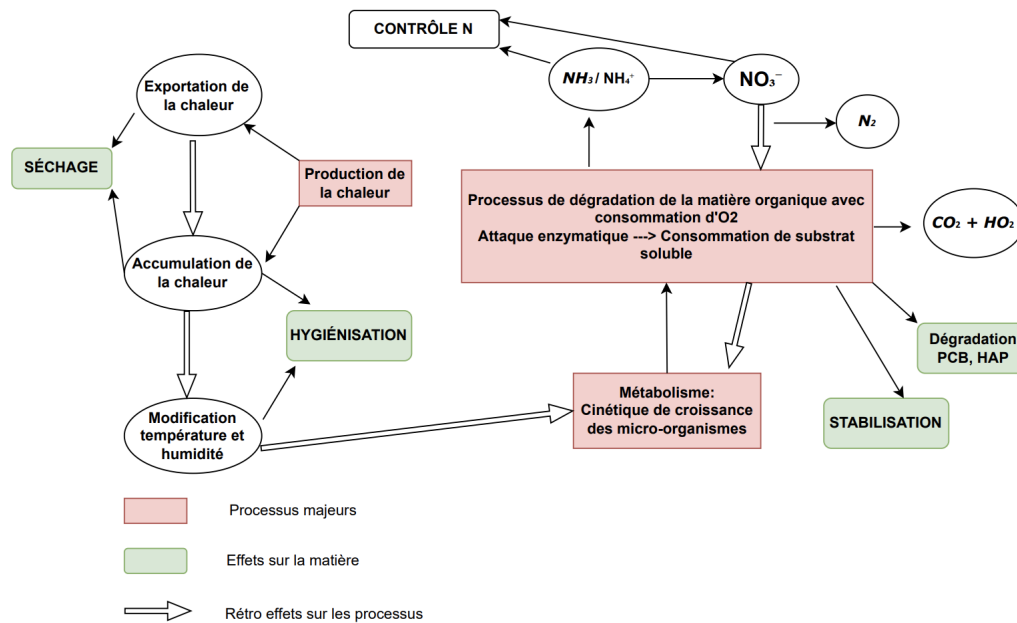 CONTRÔLE N
Exportation de
la chaleur
NH₃ / NH₄⁺
NO₃⁻
N₂
SÉCHAGE
Production de
la chaleur
Processus de dégradation de la matière organique avec
consommation d'O2
Attaque enzymatique ---> Consommation de substrat
soluble
CO₂ + HO₂
Accumulation de
la chaleur
HYGIÉNISATION
Dégradation
PCB, HAP
Métabolisme:
Cinétique de croissance
des micro-organismes
Modification
température et
humidité
STABILISATION
Processus majeurs
Effets sur la matière
Rétro effets sur les processus